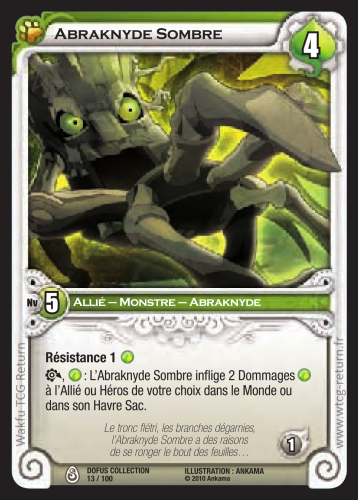 Abraknyde Sombre
4
Nv 5
Allié – Monstre – Abraknyde
Résistance 1
, : L'Abraknyde Sombre inflige 2 Dommages
à l'Allié ou Héros de votre choix dans le Monde ou
dans son Havre Sac.
Le tronc flétri, les branches dégarnies,
l'Abraknyde Sombre a des raisons
de se ronger le bout des feuilles…
1
DOFUS COLLECTION
13 / 100
ILLUSTRATION : ANKAMA
© 2010 Ankama
Wakfu TCG Return
www.wtcg-return.fr